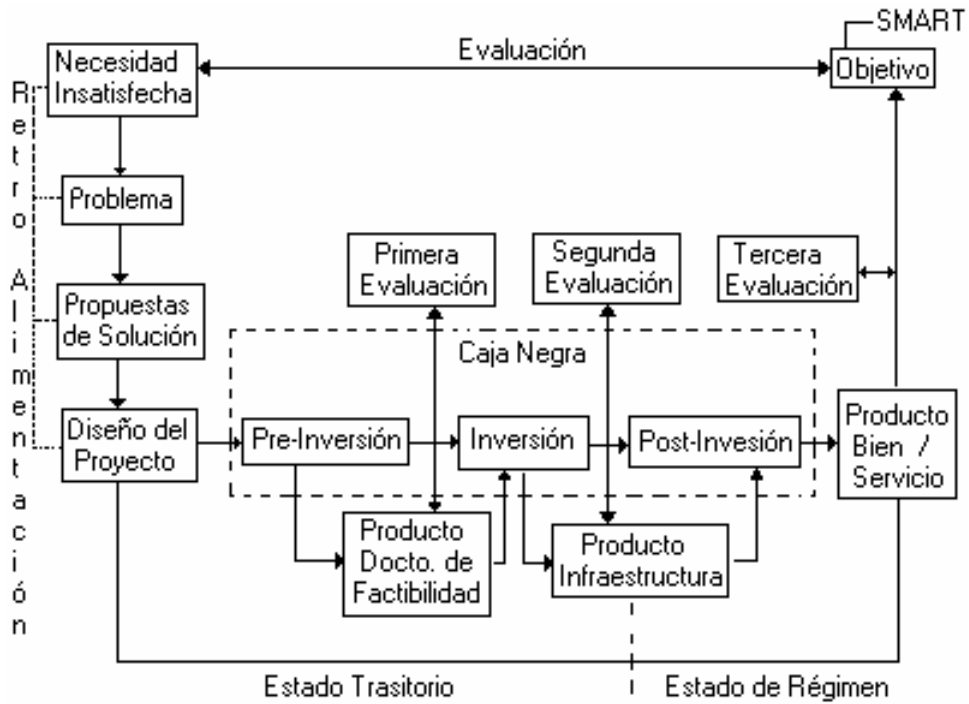 SMART
Necesidad
Insatisfecha
Evaluación
Objetivo
Retro Alimentación
Problema
Primera
Evaluación
Segunda
Evaluación
Tercera
Evaluación
Propuestas
de Solución
Caja Negra
Diseño del
Proyecto
Pre-Inversión
Inversión
Post-Invesión
Producto
Bien /
Servicio
Producto
Docto. de
Factibilidad
Producto
Infraestructura
Estado Trasitorio
Estado de Régimen